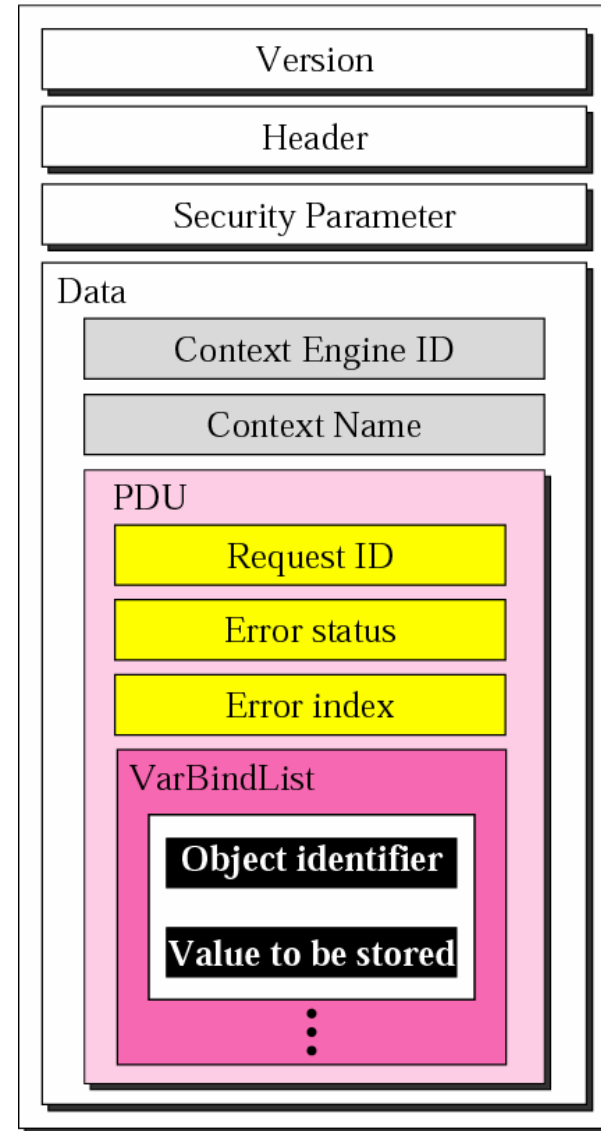 Version
Header
Security Parameter
Data
Context Engine ID
Context Name
PDU
Request ID
Error status
Error index
VarBindList
Object identifier
Value to be stored